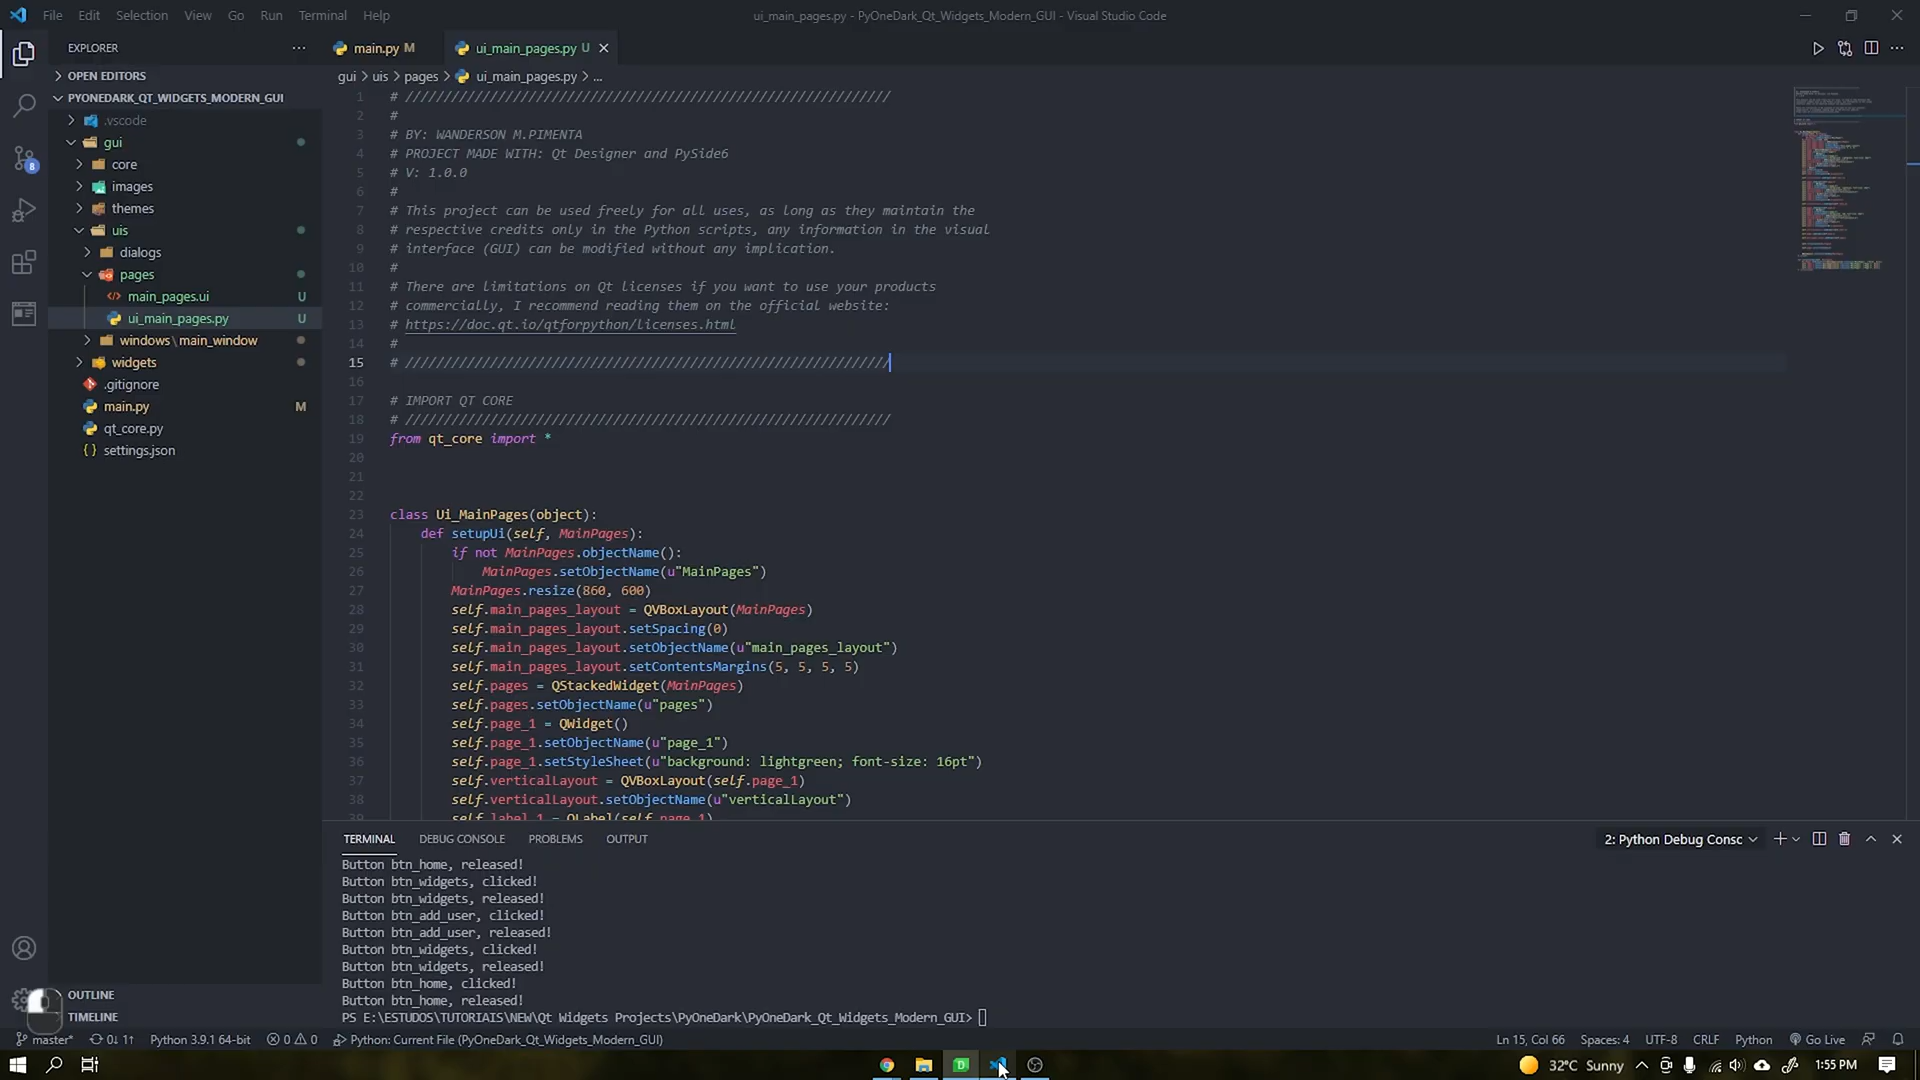 File Edit Selection View Go Run Terminal Help
ui_main_pages.py - PyOneDark_Qt_Widgets_Modern_GUI - Visual Studio Code
EXPLORER
main.py M
ui_main_pages.py U
OPEN EDITORS
PYONEDARK_QT_WIDGETS_MODERN_GUI
.vscode
gui
core
images
themes
uis
dialogs
pages
main_pages.ui U
ui_main_pages.py U
windows\main_window
widgets
.gitignore
main.py M
qt_core.py
settings.json
OUTLINE
TIMELINE
8
gui > uis > pages > ui_main_pages.py > ...
1 # ///////////////////////////////////////////////////////////////
2 #
3 # BY: WANDERSON M.PIMENTA
4 # PROJECT MADE WITH: Qt Designer and PySide6
5 # V: 1.0.0
6 #
7 # This project can be used freely for all uses, as long as they maintain the
8 # respective credits only in the Python scripts, any information in the visual
9 # interface (GUI) can be modified without any implication.
10 #
11 # There are limitations on Qt licenses if you want to use your products
12 # commercially, I recommend reading them on the official website:
13 # https://doc.qt.io/qtforpython/licenses.html
14 #
15 # ///////////////////////////////////////////////////////////////
16
17 # IMPORT QT CORE
18 # ///////////////////////////////////////////////////////////////
19 from qt_core import *
20
21
22
23 class Ui_MainPages(object):
24 def setupUi(self, MainPages):
25 if not MainPages.objectName():
26 MainPages.setObjectName(u"MainPages")
27 MainPages.resize(860, 600)
28 self.main_pages_layout = QVBoxLayout(MainPages)
29 self.main_pages_layout.setSpacing(0)
30 self.main_pages_layout.setObjectName(u"main_pages_layout")
31 self.main_pages_layout.setContentsMargins(5, 5, 5, 5)
32 self.pages = QStackedWidget(MainPages)
33 self.pages.setObjectName(u"pages")
34 self.page_1 = QWidget()
35 self.page_1.setObjectName(u"page_1")
36 self.page_1.setStyleSheet(u"background: lightgreen; font-size: 16pt")
37 self.verticalLayout = QVBoxLayout(self.page_1)
38 self.verticalLayout.setObjectName(u"verticalLayout")
39 self.label_1 = QLabel(self.page_1)
TERMINAL DEBUG CONSOLE PROBLEMS OUTPUT
2: Python Debug Consc
Button btn_home, released!
Button btn_widgets, clicked!
Button btn_widgets, released!
Button btn_add_user, clicked!
Button btn_add_user, released!
Button btn_widgets, clicked!
Button btn_widgets, released!
Button btn_home, clicked!
Button btn_home, released!
PS E:\ESTUDOS\TUTORIAIS\NEW\Qt Widgets Projects\PyOneDark\PyOneDark_Qt_Widgets_Modern_GUI>
master* 0↓ 1↑ Python 3.9.1 64-bit 0 0 Python: Current File (PyOneDark_Qt_Widgets_Modern_GUI)
Ln 15, Col 66 Spaces: 4 UTF-8 CRLF Python Go Live
32°C Sunny 1:55 PM